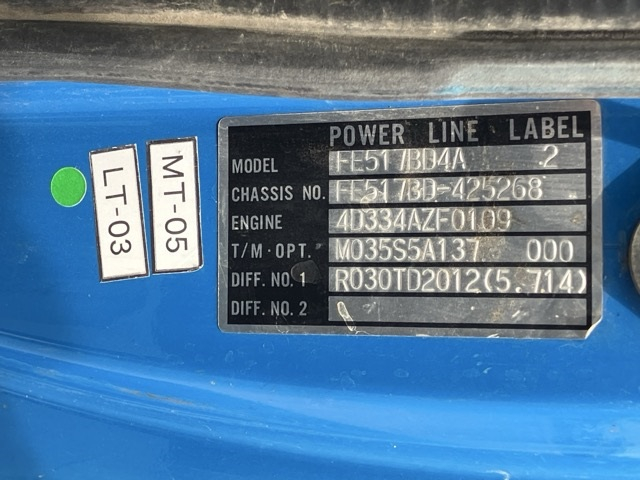 POWER LINE LABEL
MODEL FE517BD4A 2
CHASSIS NO. FE517BD-425268
ENGINE 4D334AZF0109
T/M·OPT. M035S5A137 000
DIFF. NO. 1 R030TD2012(5.714)
DIFF. NO. 2
LT-03
MT-05